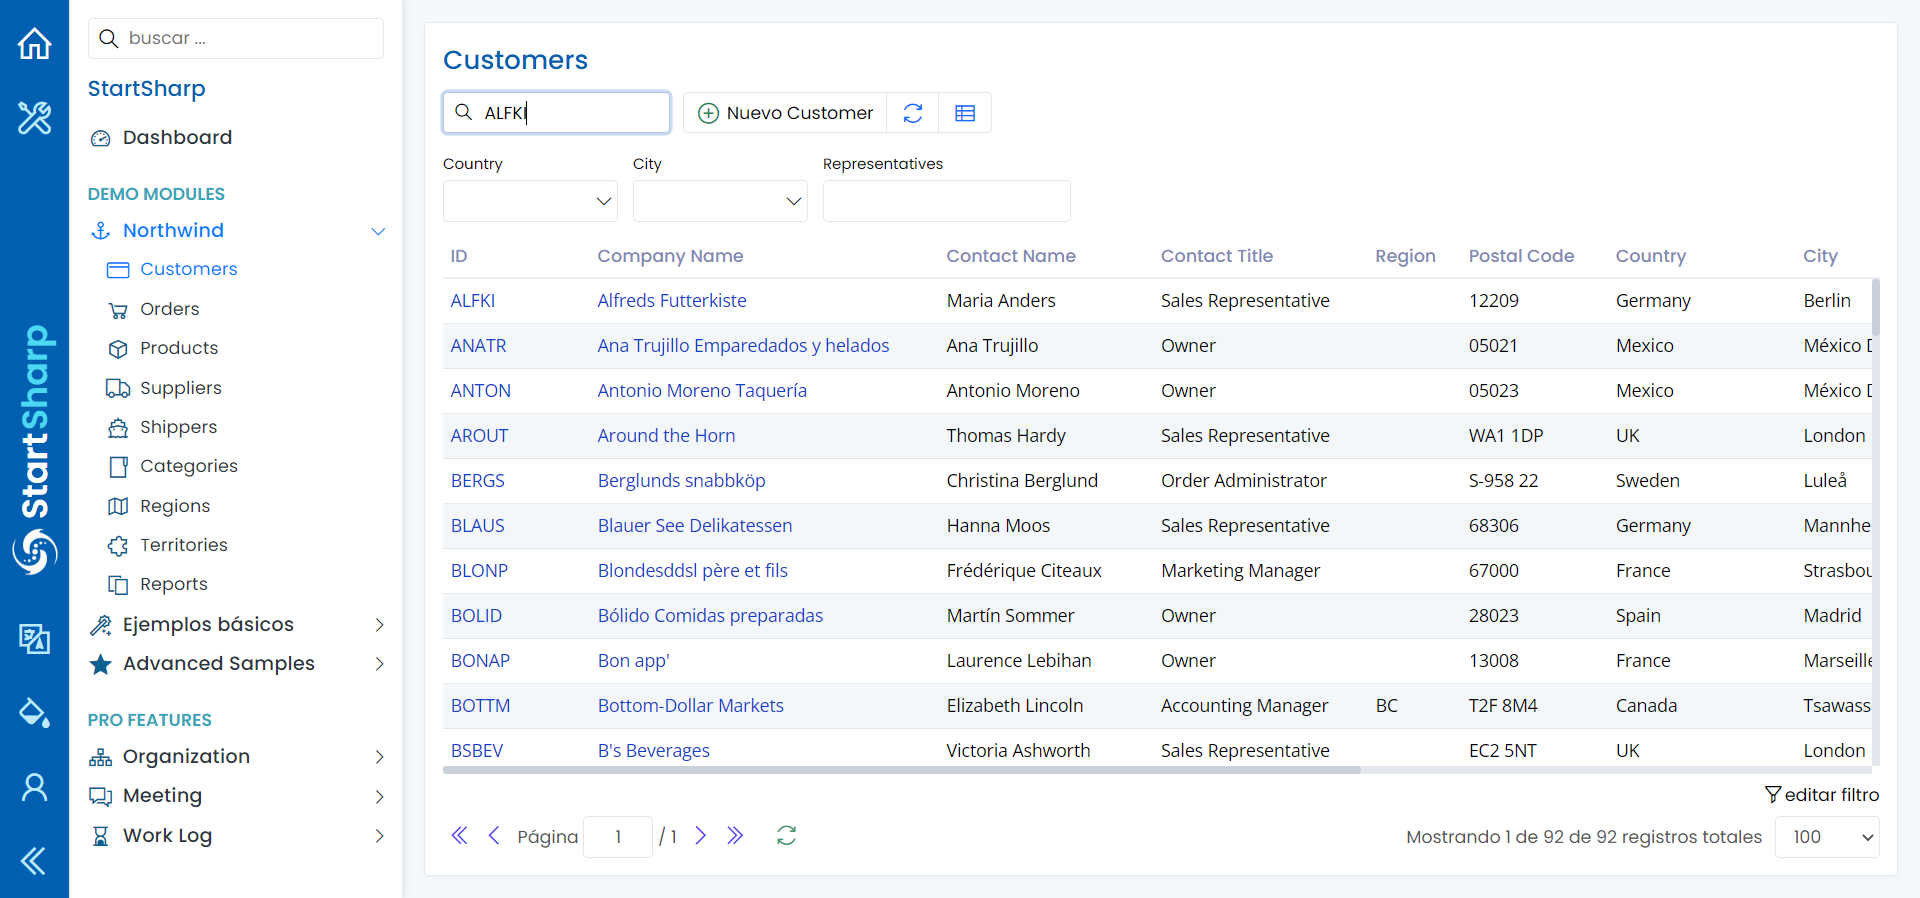 buscar ...
StartSharp
Dashboard
DEMO MODULES
Northwind
Customers
Orders
Products
Suppliers
Shippers
Categories
Regions
Territories
Reports
Ejemplos básicos
Advanced Samples
PRO FEATURES
Organization
Meeting
Work Log
StartSharp
Customers
ALFKI
Nuevo Customer
Country City Representatives
ID Company Name Contact Name Contact Title Region Postal Code Country City
ALFKI Alfreds Futterkiste Maria Anders Sales Representative 12209 Germany Berlin
ANATR Ana Trujillo Emparedados y helados Ana Trujillo Owner 05021 Mexico México D
ANTON Antonio Moreno Taquería Antonio Moreno Owner 05023 Mexico México D
AROUT Around the Horn Thomas Hardy Sales Representative WA1 1DP UK London
BERGS Berglunds snabbköp Christina Berglund Order Administrator S-958 22 Sweden Luleå
BLAUS Blauer See Delikatessen Hanna Moos Sales Representative 68306 Germany Mannhe
BLONP Blondesddsl père et fils Frédérique Citeaux Marketing Manager 67000 France Strasbou
BOLID Bólido Comidas preparadas Martín Sommer Owner 28023 Spain Madrid
BONAP Bon app' Laurence Lebihan Owner 13008 France Marseille
BOTTM Bottom-Dollar Markets Elizabeth Lincoln Accounting Manager BC T2F 8M4 Canada Tsawass
BSBEV B's Beverages Victoria Ashworth Sales Representative EC2 5NT UK London
editar filtro
Página 1 / 1
Mostrando 1 de 92 de 92 registros totales 100